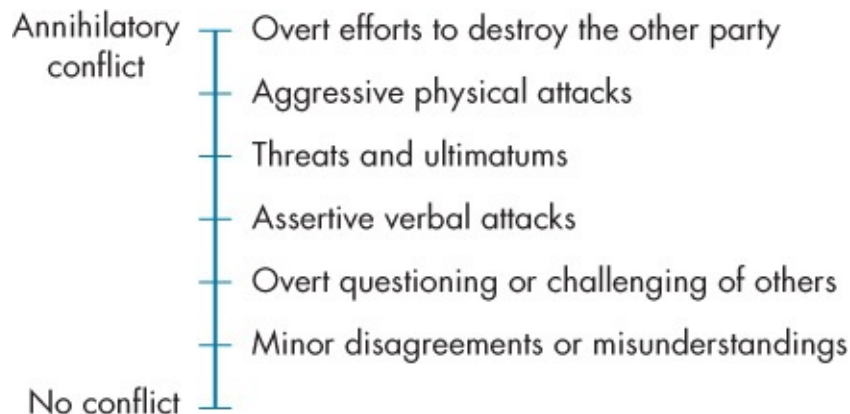 Annihilatory
conflict
Overt efforts to destroy the other party
Aggressive physical attacks
Threats and ultimatums
Assertive verbal attacks
Overt questioning or challenging of others
Minor disagreements or misunderstandings
No conflict